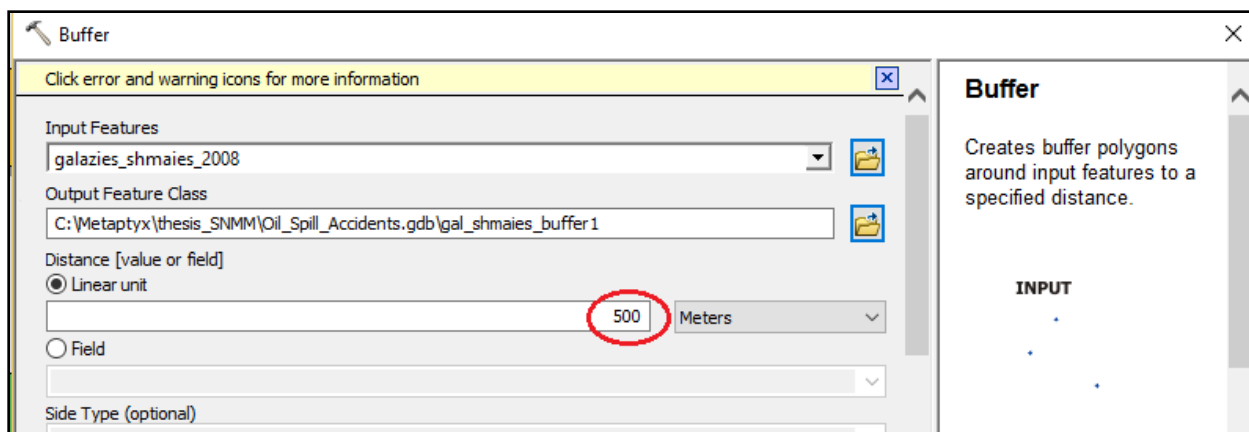 Buffer
Click error and warning icons for more information
Input Features
galazies_shmaies_2008
Output Feature Class
C:\Metaptyx\thesis_SNMM\Oil_Spill_Accidents.gdb\gal_shmaies_buffer1
Distance [value or field]
Linear unit
500 Meters
Field
Side Type (optional)
Buffer
Creates buffer polygons
around input features to a
specified distance.
INPUT